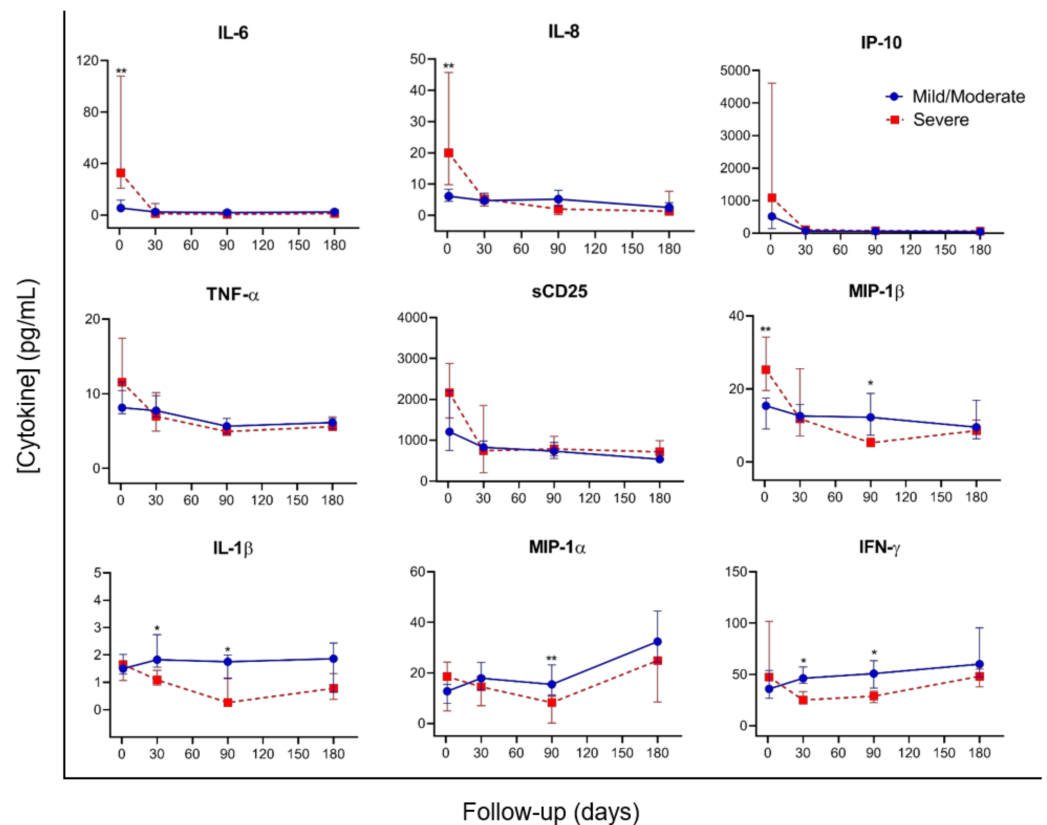 IL-6
120
80
40
0
**
0 30 60 90 120 150 180
IL-8
50
40
30
20
10
0
**
0 30 60 90 120 150 180
IP-10
5000
4000
3000
2000
1000
0
Mild/Moderate
Severe
0 30 60 90 120 150 180
TNF-α
20
10
0
0 30 60 90 120 150 180
sCD25
4000
3000
2000
1000
0
0 30 60 90 120 150 180
MIP-1β
40
20
0
**
*
0 30 60 90 120 150 180
IL-1β
5
4
3
2
1
0
*
*
0 30 60 90 120 150 180
MIP-1α
60
40
20
0
**
0 30 60 90 120 150 180
IFN-γ
150
100
50
0
*
*
0 30 60 90 120 150 180
[Cytokine] (pg/mL)
Follow-up (days)